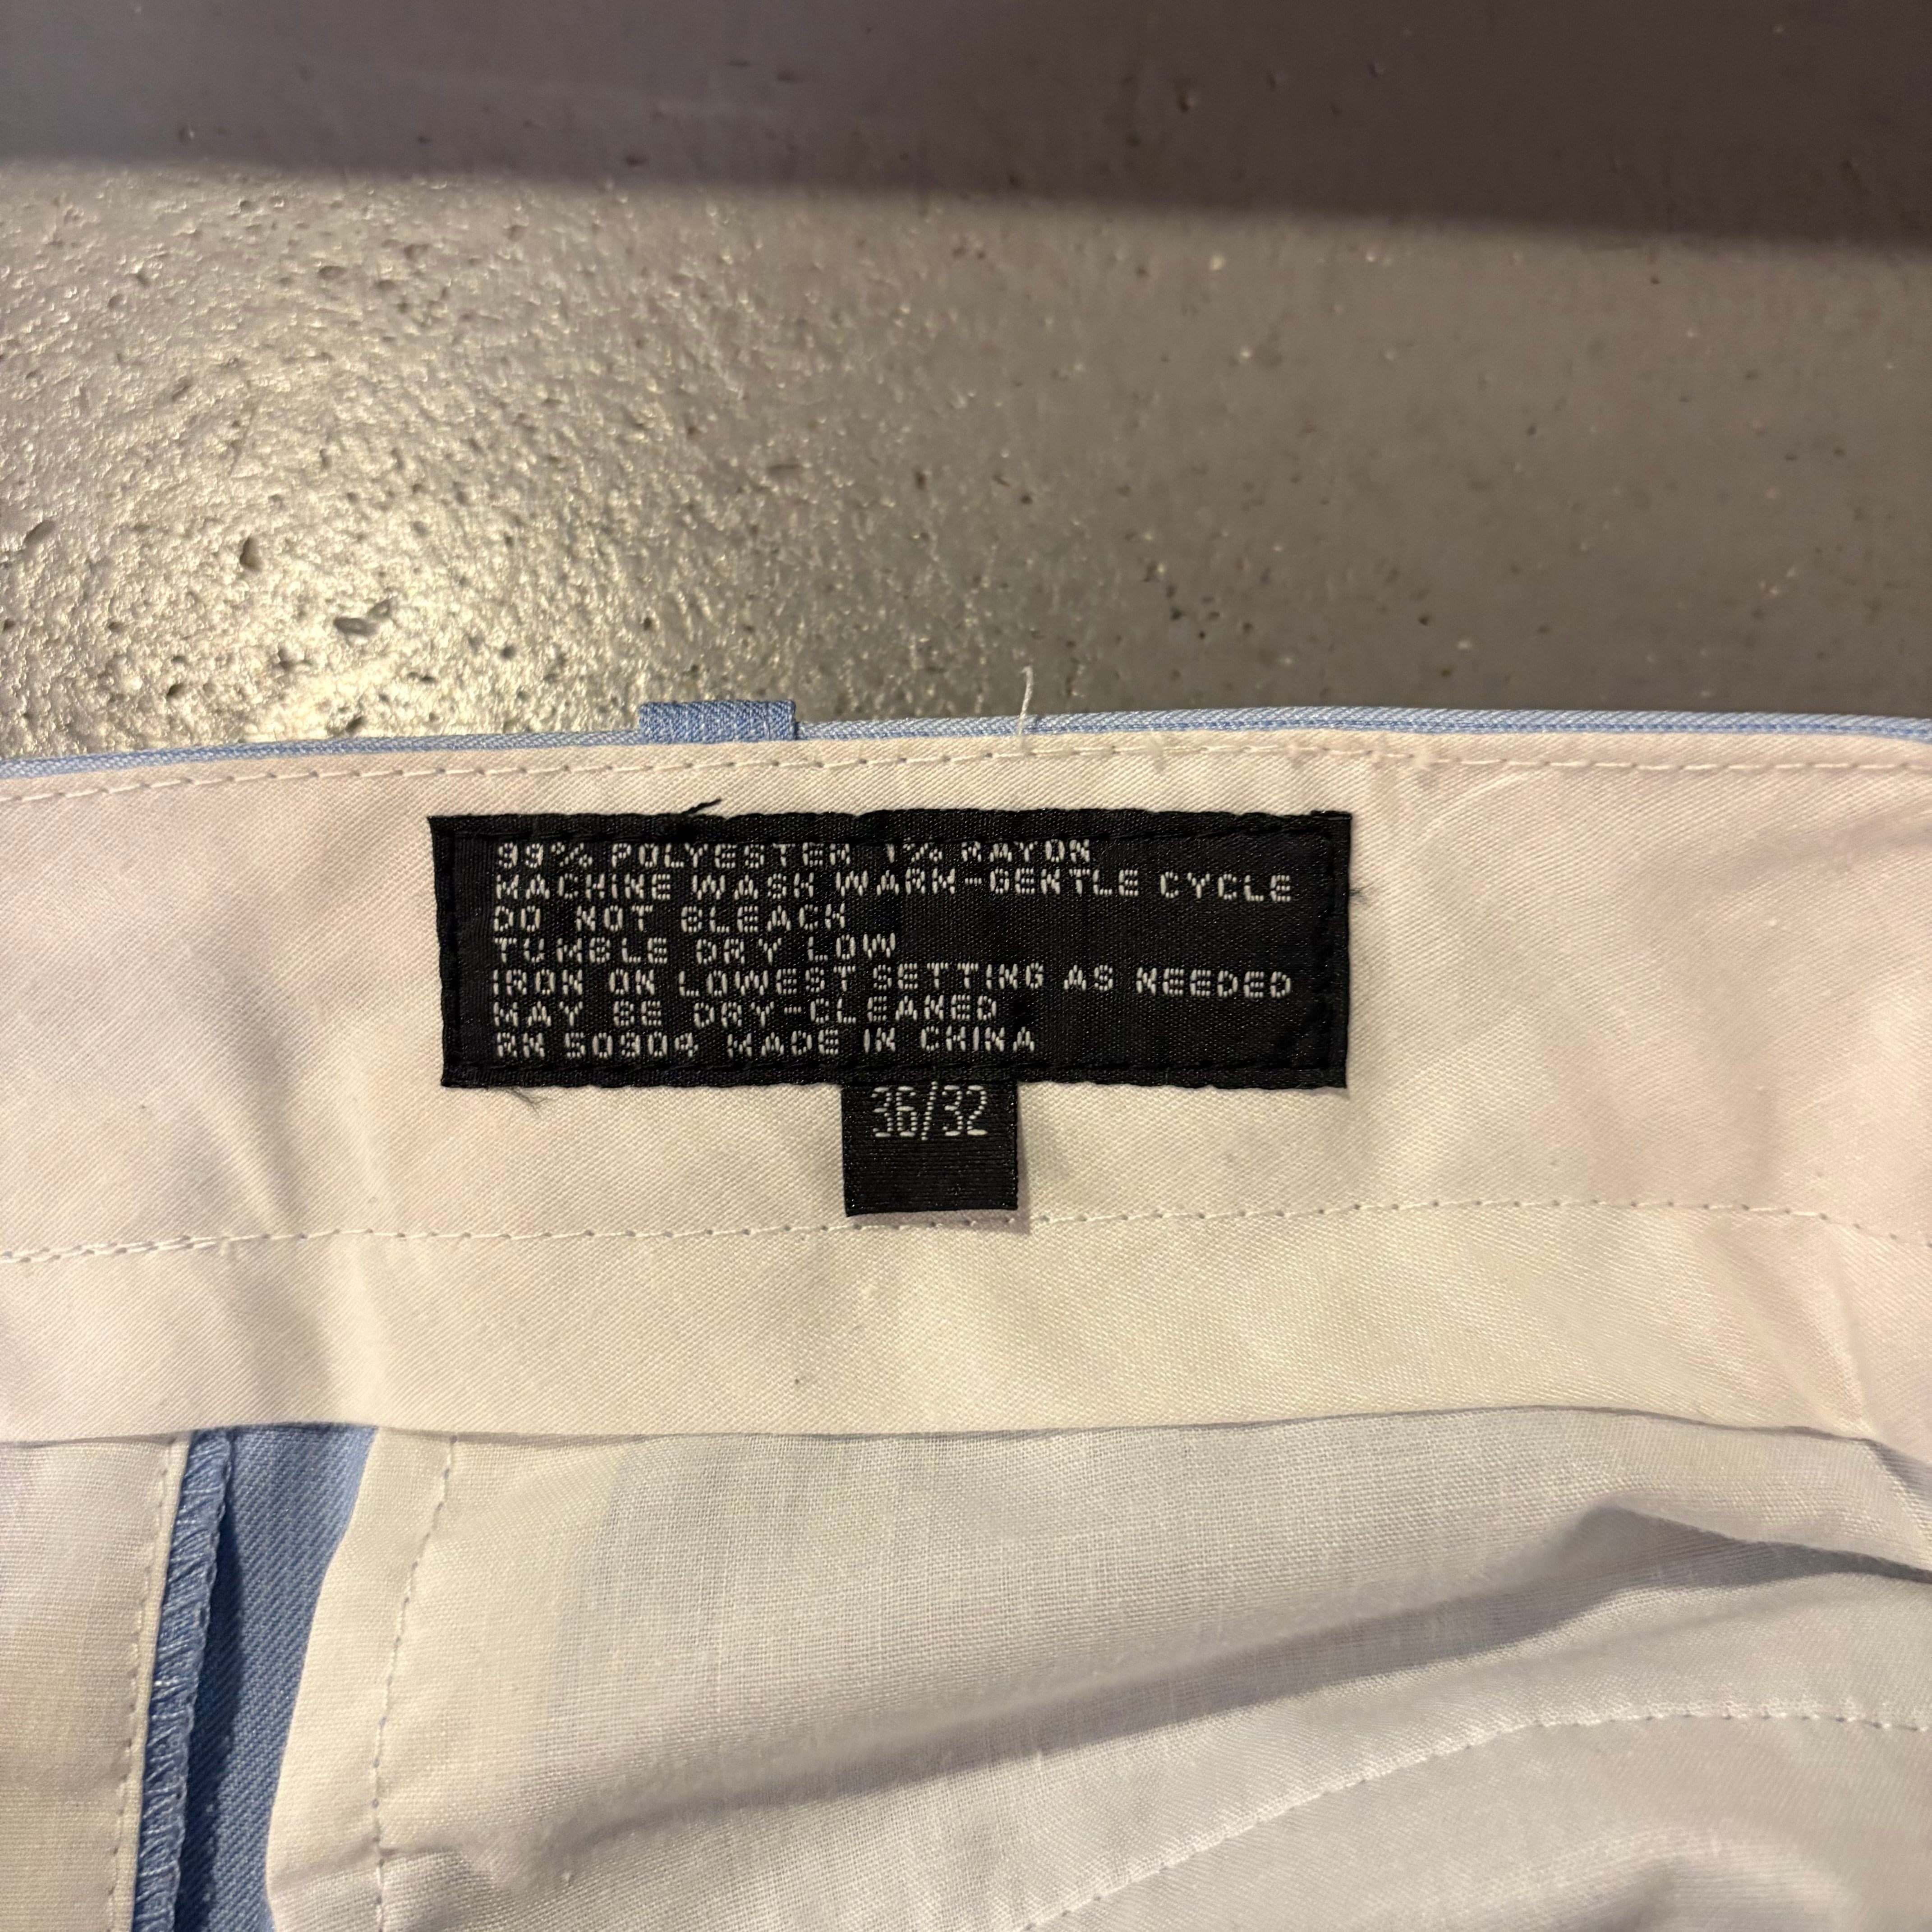 99% POLYESTER 1% RAYON
MACHINE WASH WARM-GENTLE CYCLE
DO NOT BLEACH
TUMBLE DRY LOW
IRON ON LOWEST SETTING AS NEEDED
MAY BE DRY-CLEANED
RN 50904 MADE IN CHINA
36/32